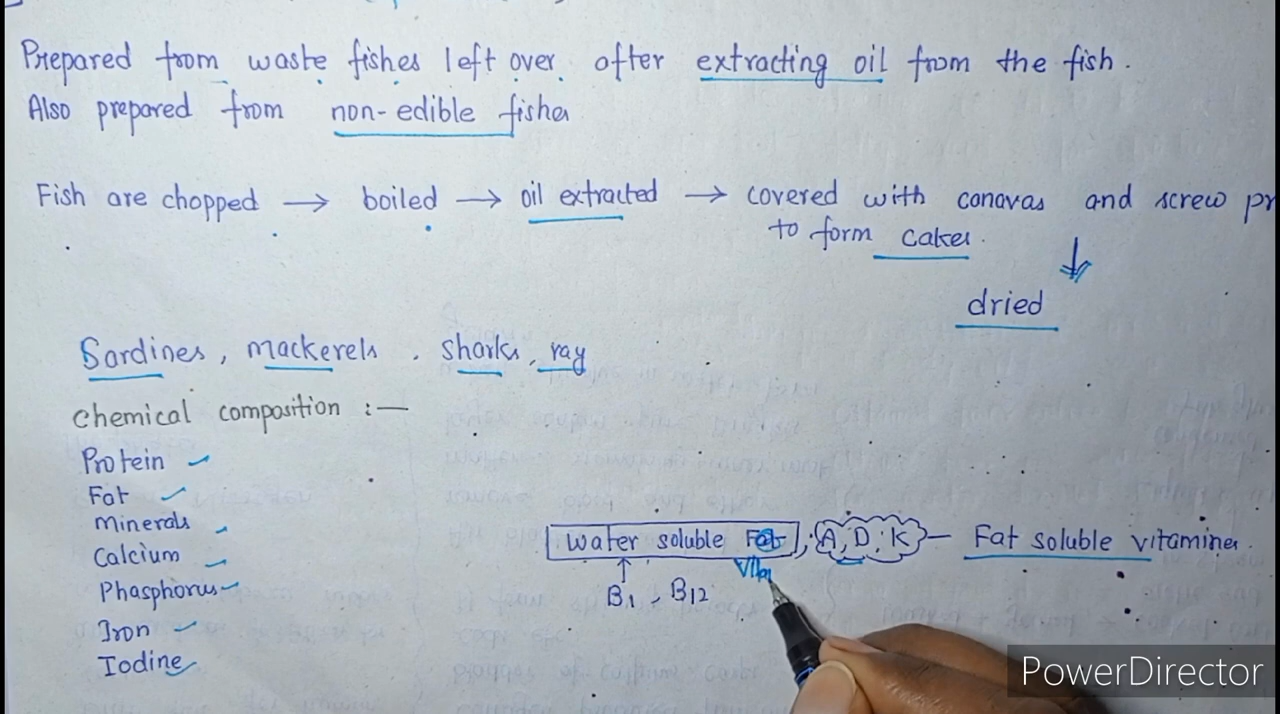 Prepared from waste fishes left over after extracting oil from the fish.
Also prepared from non-edible fishes
Fish are chopped → boiled → oil extracted → covered with canavas and screw pr
to form cakes.
dried
Sardines, mackerels, sharks, ray
Chemical composition :—
Protein
Fat
Minerals
Calcium
Phosphorus
Iron
Iodine
Water soluble Fat, A, D, K — Fat soluble vitamines.
B1, B12
PowerDirector